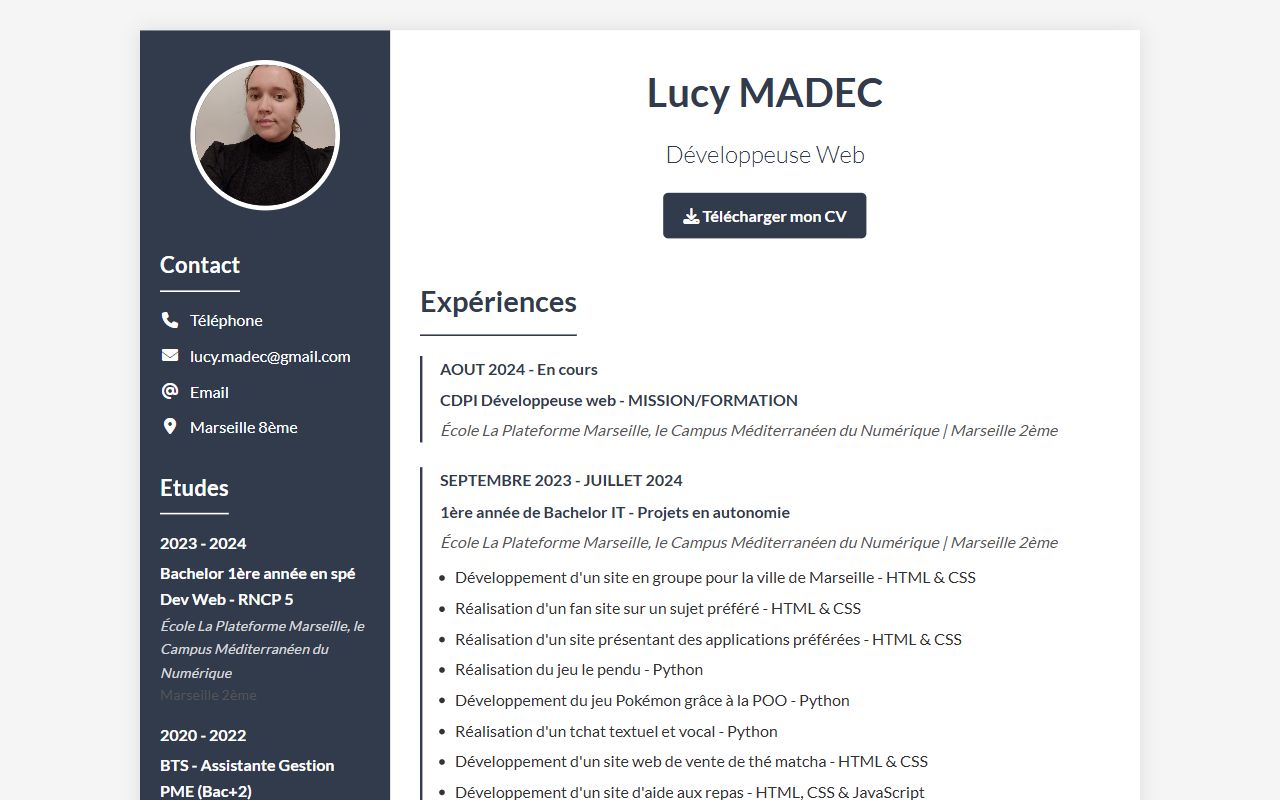 Contact
Téléphone
lucy.madec@gmail.com
Email
Marseille 8ème
Etudes
2023 - 2024
Bachelor 1ère année en spé
Dev Web - RNCP 5
École La Plateforme Marseille, le
Campus Méditerranéen du
Numérique
Marseille 2ème
2020 - 2022
BTS - Assistante Gestion
PME (Bac+2)
Lucy MADEC
Développeuse Web
Télécharger mon CV
Expériences
AOUT 2024 - En cours
CDPI Développeuse web - MISSION/FORMATION
École La Plateforme Marseille, le Campus Méditerranéen du Numérique | Marseille 2ème
SEPTEMBRE 2023 - JUILLET 2024
1ère année de Bachelor IT - Projets en autonomie
École La Plateforme Marseille, le Campus Méditerranéen du Numérique | Marseille 2ème
• Développement d'un site en groupe pour la ville de Marseille - HTML & CSS
• Réalisation d'un fan site sur un sujet préféré - HTML & CSS
• Réalisation d'un site présentant des applications préférées - HTML & CSS
• Réalisation du jeu le pendu - Python
• Développement du jeu Pokémon grâce à la POO - Python
• Réalisation d'un tchat textuel et vocal - Python
• Développement d'un site web de vente de thé matcha - HTML & CSS
• Développement d'un site d'aide aux repas - HTML, CSS & JavaScript